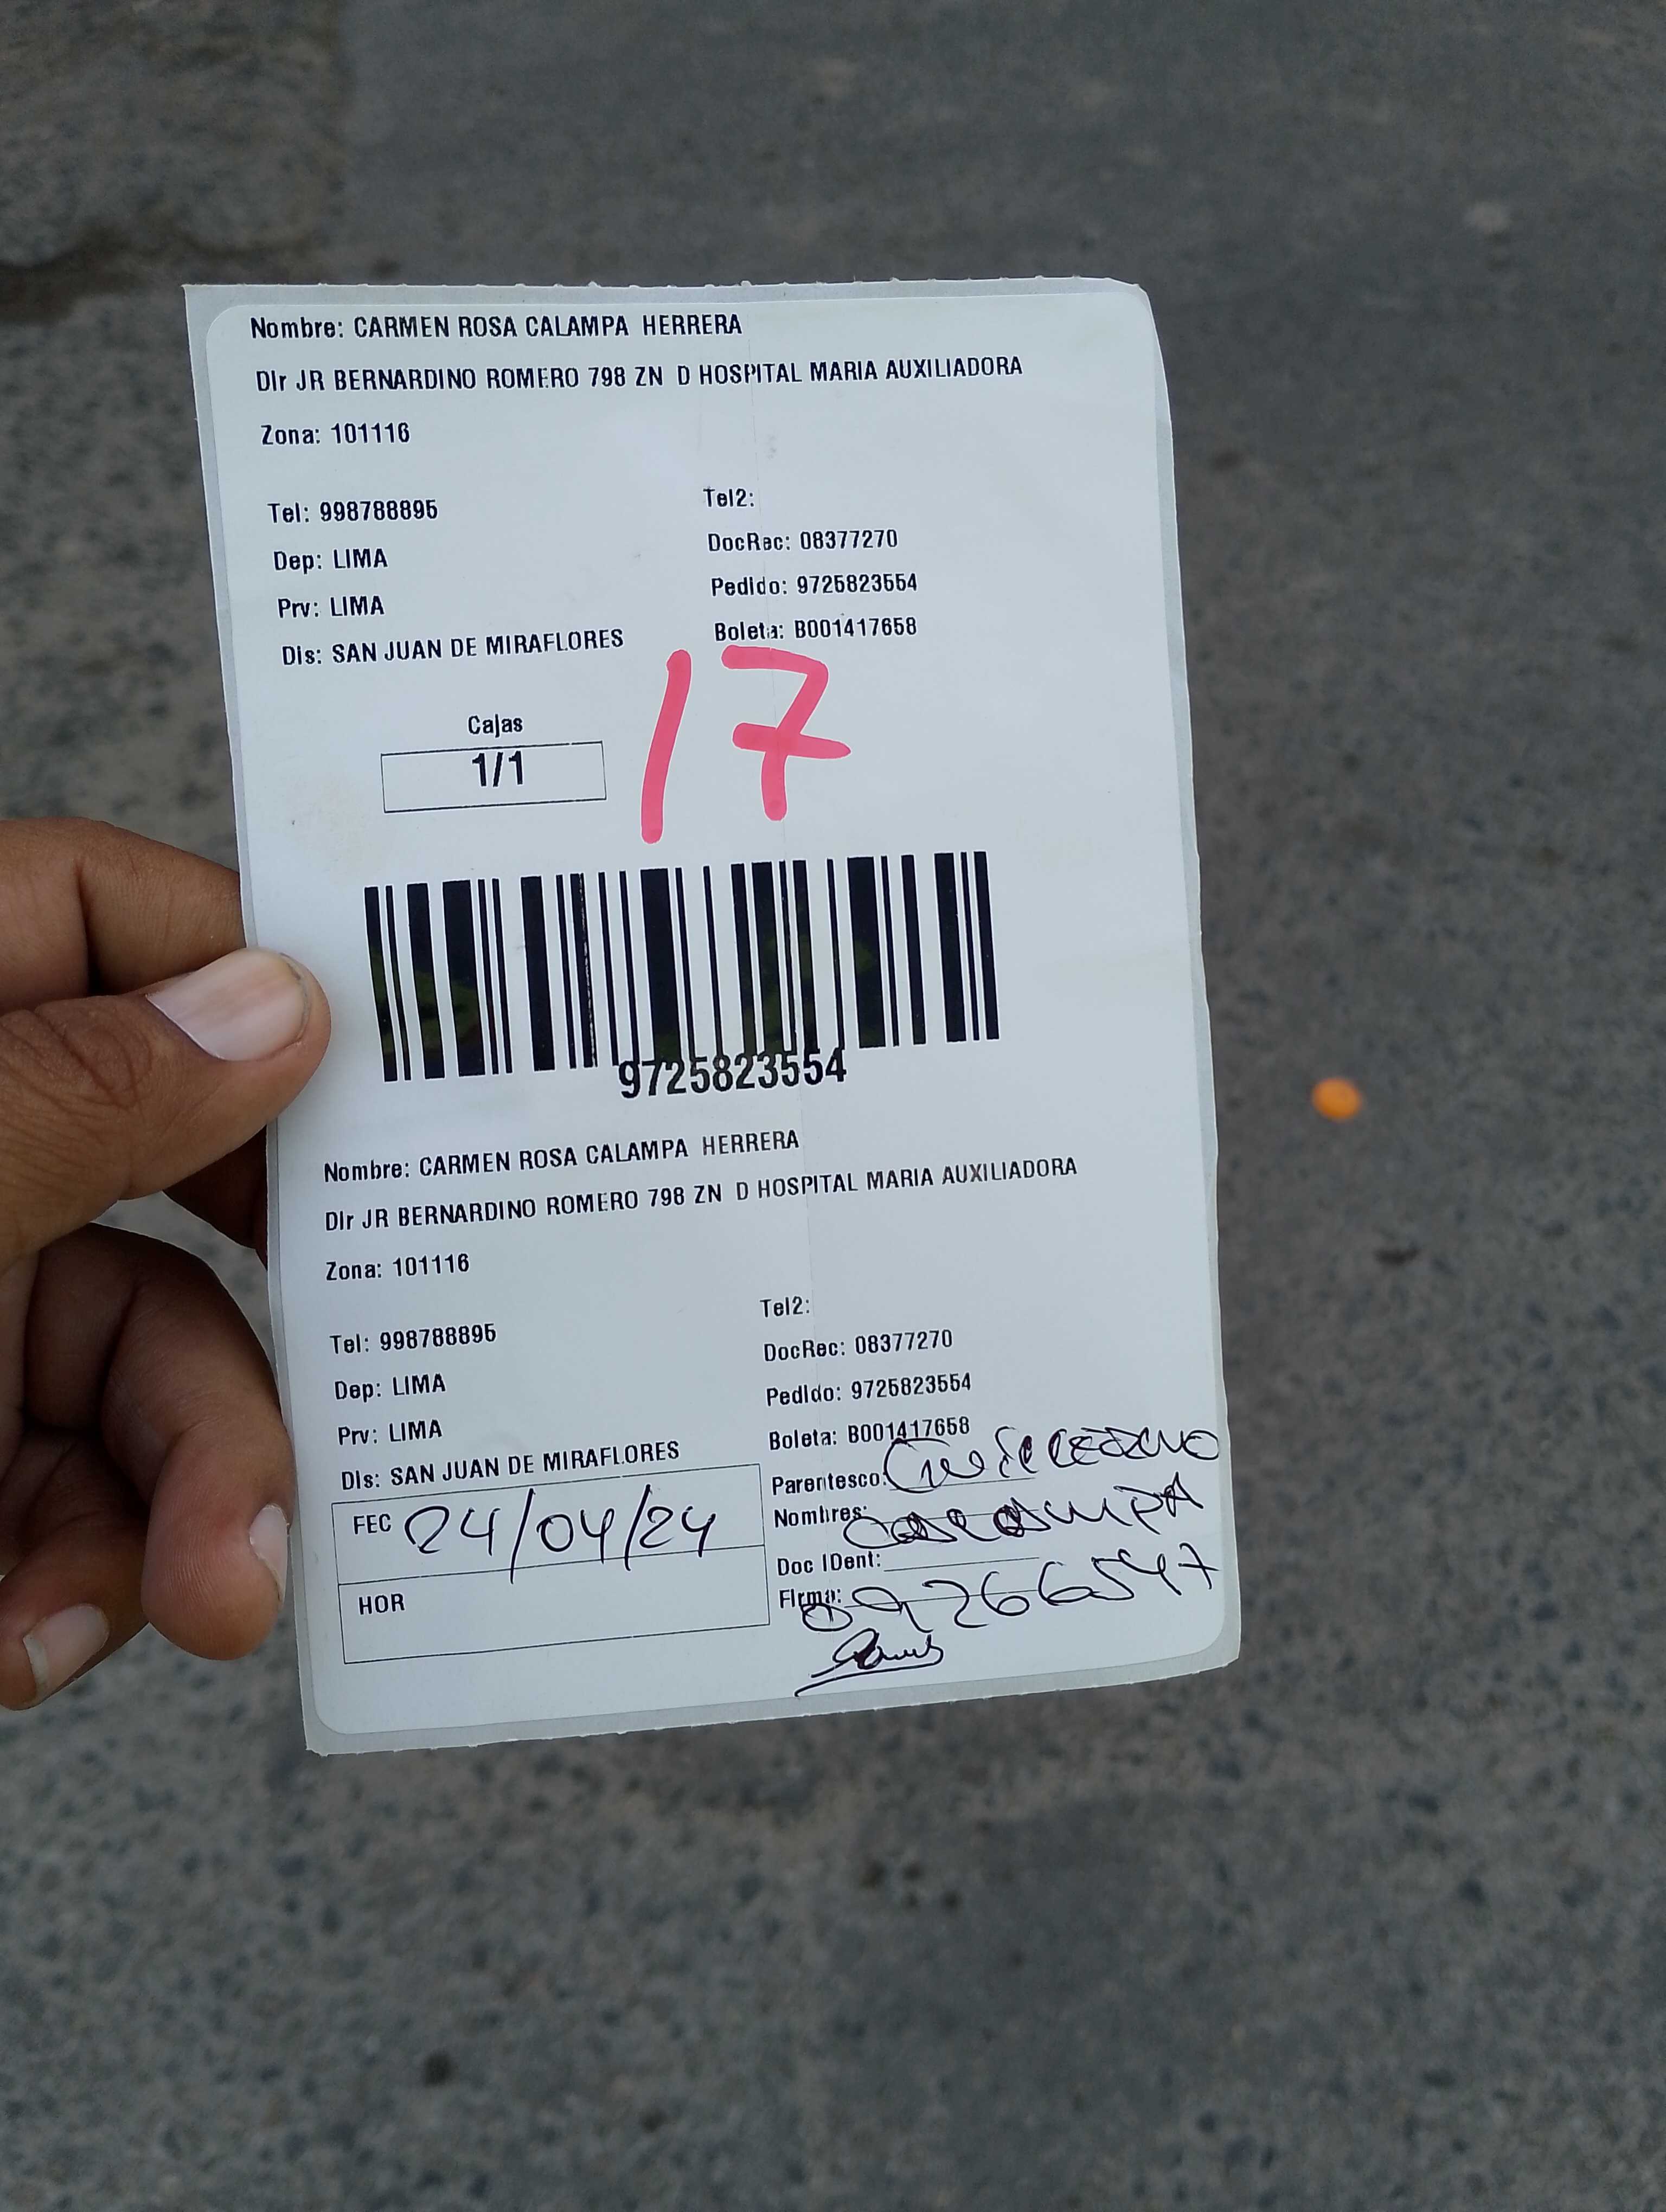 Nombre: CARMEN ROSA CALAMPA HERRERA
Dir JR BERNARDINO ROMERO 798 ZN D HOSPITAL MARIA AUXILIADORA
Zona: 101116
Tel: 998788895
Tel2:
Dep: LIMA
DocRec: 08377270
Prv: LIMA
Pedido: 9725823554
Dis: SAN JUAN DE MIRAFLORES
Boleta: B001417658
17
Cajas
1/1
9725823554
Nombre: CARMEN ROSA CALAMPA HERRERA
Dir JR BERNARDINO ROMERO 798 ZN D HOSPITAL MARIA AUXILIADORA
Zona: 101116
Tel: 998788895
Tel2:
Dep: LIMA
DocRec: 08377270
Prv: LIMA
Pedido: 9725823554
Dis: SAN JUAN DE MIRAFLORES
Boleta: B001417658
Parentesco:
FEC 24/04/24
Nombres:
Doc IDent:
HOR
Firma: 09266547